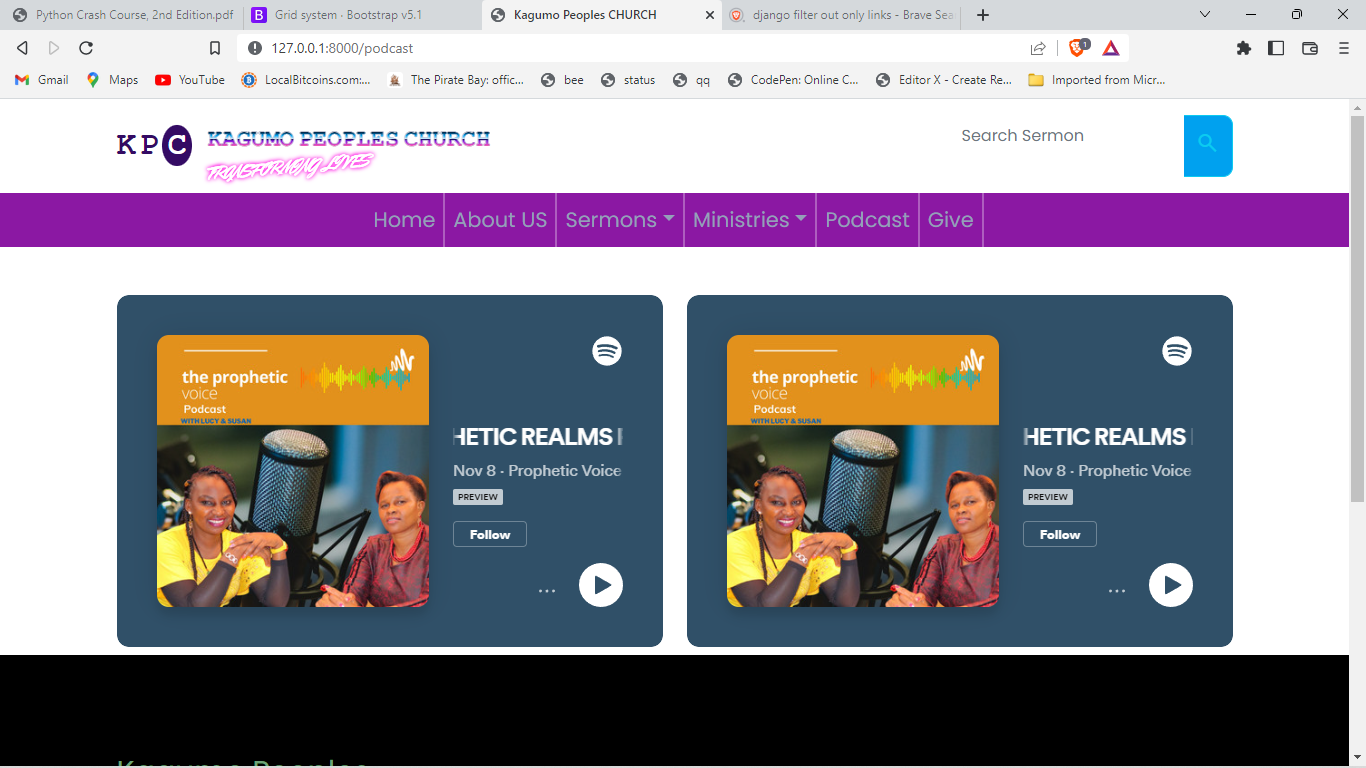 Python Crash Course, 2nd Edition.pdf
Grid system · Bootstrap v5.1
Kagumo Peoples CHURCH
django filter out only links - Brave Sea
127.0.0.1:8000/podcast
1
Gmail
Maps
YouTube
LocalBitcoins.com:...
The Pirate Bay: offic...
bee
status
qq
CodePen: Online C...
Editor X - Create Re...
Imported from Micr...
KPC
KAGUMO PEOPLES CHURCH
TRANSFORMING LIVES
Search Sermon
Home
About US
Sermons
Ministries
Podcast
Give
the prophetic
voice
Podcast
WITH LUCY & SUSAN
HETIC REALMS
Nov 8 · Prophetic Voice
PREVIEW
Follow
...
the prophetic
voice
Podcast
WITH LUCY & SUSAN
HETIC REALMS
Nov 8 · Prophetic Voice
PREVIEW
Follow
...
Kagumo Peoples